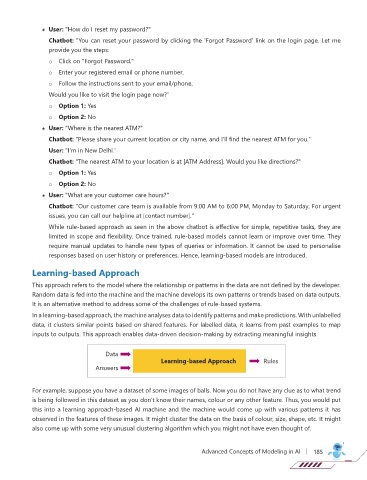 • User: "How do I reset my password?"
Chatbot: "You can reset your password by clicking the 'Forgot Password' link on the login page. Let me
provide you the steps:
o Click on "Forgot Password."
o Enter your registered email or phone number.
o Follow the instructions sent to your email/phone.
Would you like to visit the login page now?"
o Option 1: Yes
o Option 2: No
• User: "Where is the nearest ATM?"
Chatbot: "Please share your current location or city name, and I'll find the nearest ATM for you."
User: "I'm in New Delhi."
Chatbot: "The nearest ATM to your location is at [ATM Address]. Would you like directions?"
o Option 1: Yes
o Option 2: No
• User: "What are your customer care hours?"
Chatbot: "Our customer care team is available from 9:00 AM to 6:00 PM, Monday to Saturday. For urgent
issues, you can call our helpline at [contact number]."
While rule-based approach as seen in the above chatbot is effective for simple, repetitive tasks, they are
limited in scope and flexibility. Once trained, rule-based models cannot learn or improve over time. They
require manual updates to handle new types of queries or information. It cannot be used to personalise
responses based on user history or preferences. Hence, learning-based models are introduced.
Learning-based Approach
This approach refers to the model where the relationship or patterns in the data are not defined by the developer.
Random data is fed into the machine and the machine develops its own patterns or trends based on data outputs.
It is an alternative method to address some of the challenges of rule-based systems.
In a learning-based approach, the machine analyses data to identify patterns and make predictions. With unlabelled
data, it clusters similar points based on shared features. For labelled data, it learns from past examples to map
inputs to outputs. This approach enables data-driven decision-making by extracting meaningful insights.
Data
Learning-based Approach
Rules
Answers
For example, suppose you have a dataset of some images of balls. Now you do not have any clue as to what trend
is being followed in this dataset as you don't know their names, colour or any other feature. Thus, you would put
this into a learning approach-based AI machine and the machine would come up with various patterns it has
observed in the features of these images. It might cluster the data on the basis of colour, size, shape, etc. It might
also come up with some very unusual clustering algorithm which you might not have even thought of.
Advanced Concepts of Modeling in AI | 185